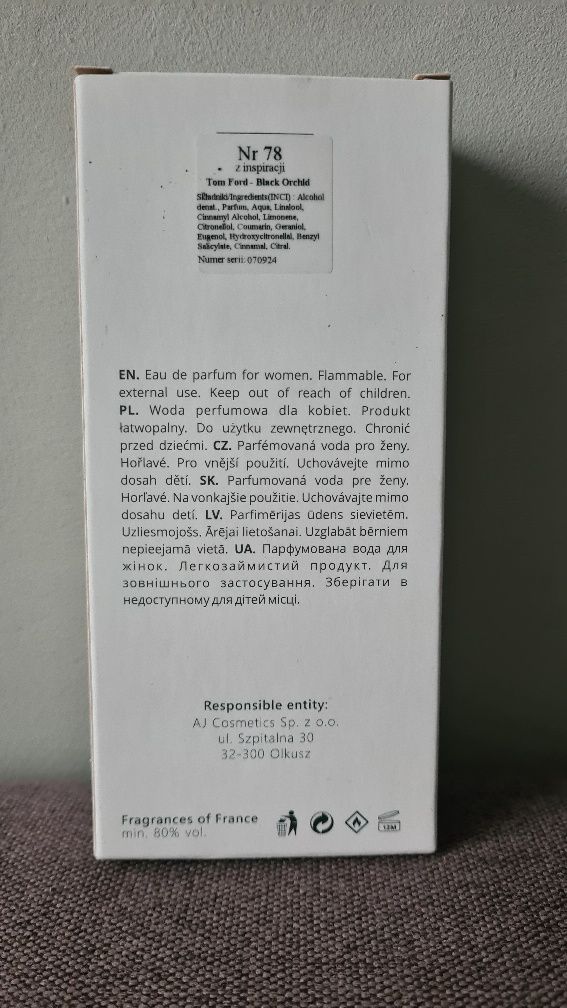 Nr 78
z inspiracji
Tom Ford - Black Orchid
Składniki/Ingredients(INCI) : Alcohol
denat., Parfum, Aqua, Linalool,
Cinnamyl Alcohol, Limonene,
Citronellol, Coumarin, Geraniol,
Eugenol, Hydroxycitronellal, Benzyl
Salicylate, Cinnamal, Citral.
Numer serii: 070924
EN. Eau de parfum for women. Flammable. For
external use. Keep out of reach of children.
PL. Woda perfumowa dla kobiet. Produkt
łatwopalny. Do użytku zewnętrznego. Chronić
przed dziećmi. CZ. Parfémovaná voda pro ženy.
Hořlavé. Pro vnější použití. Uchovávejte mimo
dosah dětí. SK. Parfumovaná voda pre ženy.
Horľavé. Na vonkajšie použitie. Uchovávajte mimo
dosahu detí. LV. Parfimērijas ūdens sievietēm.
Uzliesmojošs. Ārējai lietošanai. Uzglabāt bērniem
nepieejamā vietā. UA. Парфумована вода для
жінок. Легкозаймистий продукт. Для
зовнішнього застосування. Зберігати в
недоступному для дітей місці.
Responsible entity:
AJ Cosmetics Sp. z o.o.
ul. Szpitalna 30
32-300 Olkusz
Fragrances of France
min. 80% vol.
12M